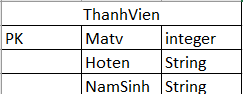 ThanhVien
PK Matv integer
Hoten String
NamSinh String